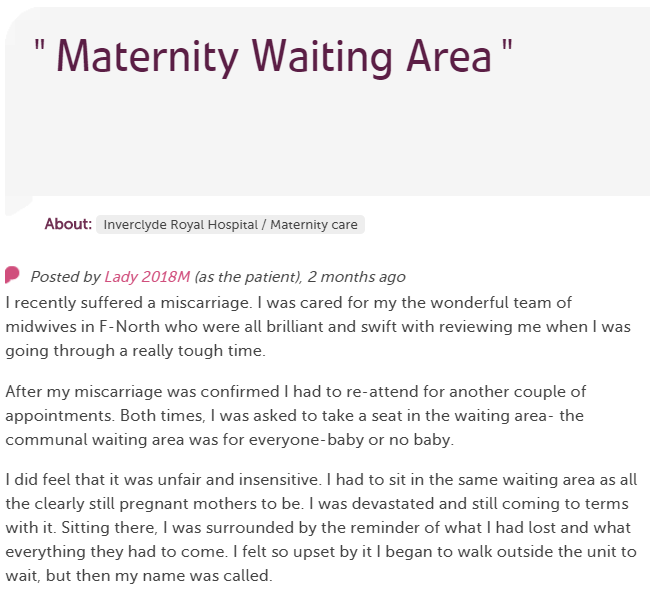 " Maternity Waiting Area "
About: Inverclyde Royal Hospital / Maternity care
Posted by Lady 2018M (as the patient), 2 months ago
I recently suffered a miscarriage. I was cared for my the wonderful team of
midwives in F-North who were all brilliant and swift with reviewing me when I was
going through a really tough time.
After my miscarriage was confirmed I had to re-attend for another couple of
appointments. Both times, I was asked to take a seat in the waiting area- the
communal waiting area was for everyone-baby or no baby.
I did feel that it was unfair and insensitive. I had to sit in the same waiting area as all
the clearly still pregnant mothers to be. I was devastated and still coming to terms
with it. Sitting there, I was surrounded by the reminder of what I had lost and what
everything they had to come. I felt so upset by it I began to walk outside the unit to
wait, but then my name was called.